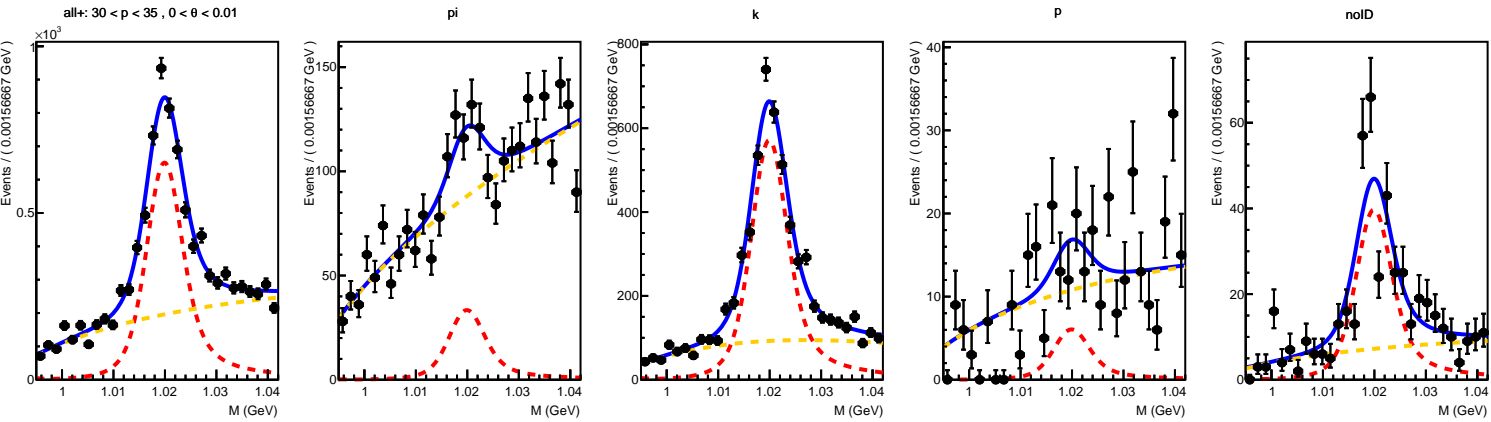 all+: 30 < p < 35 , 0 < θ < 0.01
×10³
Events / ( 0.00156667 GeV )
1
0.5
0
1 1.01 1.02 1.03 1.04
M (GeV)
pi
Events / ( 0.00156667 GeV )
150
100
50
0
1 1.01 1.02 1.03 1.04
M (GeV)
k
Events / ( 0.00156667 GeV )
800
600
400
200
0
1 1.01 1.02 1.03 1.04
M (GeV)
p
Events / ( 0.00156667 GeV )
40
30
20
10
0
1 1.01 1.02 1.03 1.04
M (GeV)
noID
Events / ( 0.00156667 GeV )
60
40
20
0
1 1.01 1.02 1.03 1.04
M (GeV)